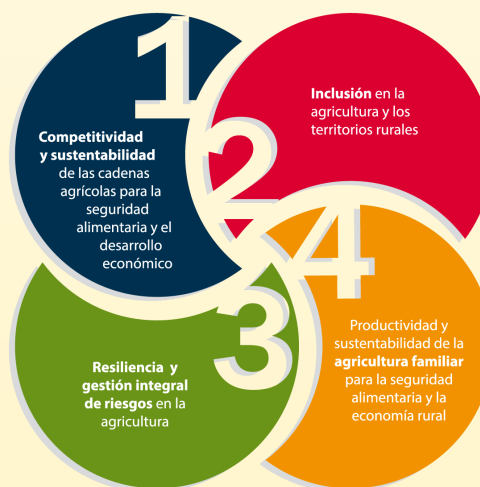 1
Competitividad
y sustentabilidad
de las cadenas
agrícolas para la
seguridad
alimentaria y el
desarrollo
económico
2
Inclusión en la
agricultura y los
territorios rurales
3
Resiliencia y
gestión integral
de riesgos en la
agricultura
4
Productividad y
sustentabilidad de la
agricultura familiar
para la seguridad
alimentaria y la
economía rural